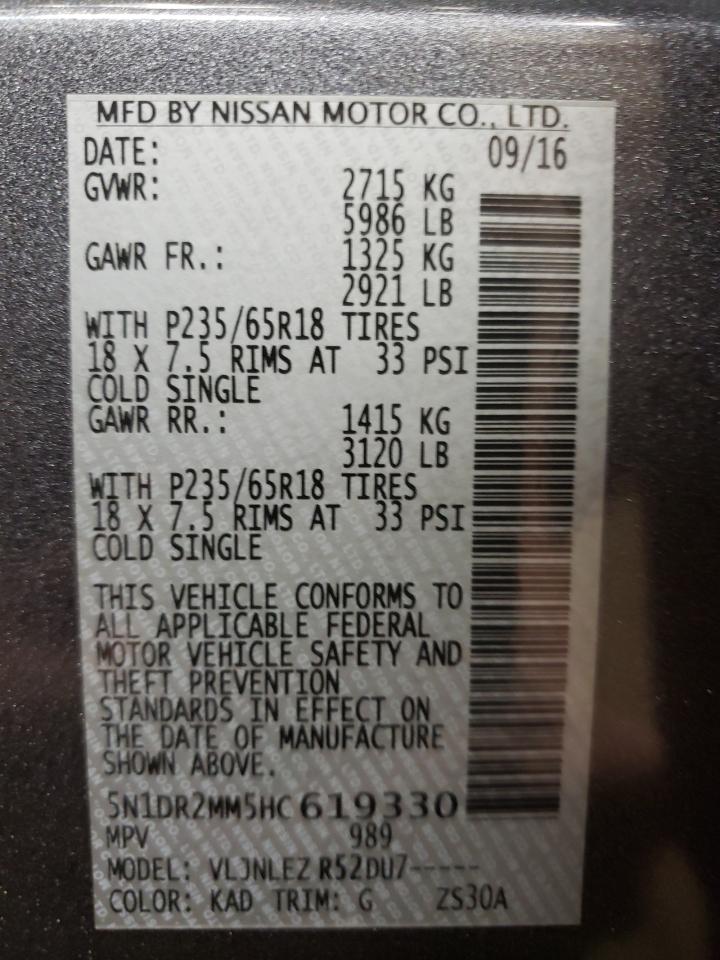 MFD BY NISSAN MOTOR CO., LTD.
DATE: 09/16
GVWR: 2715 KG
5986 LB
GAWR FR.: 1325 KG
2921 LB
WITH P235/65R18 TIRES
18 X 7.5 RIMS AT 33 PSI
COLD SINGLE
GAWR RR.: 1415 KG
3120 LB
WITH P235/65R18 TIRES
18 X 7.5 RIMS AT 33 PSI
COLD SINGLE
THIS VEHICLE CONFORMS TO
ALL APPLICABLE FEDERAL
MOTOR VEHICLE SAFETY AND
THEFT PREVENTION
STANDARDS IN EFFECT ON
THE DATE OF MANUFACTURE
SHOWN ABOVE.
5N1DR2MM5HC619330
MPV 989
MODEL: VLJNLEZ R52DU7-----
COLOR: KAD TRIM: G ZS30A